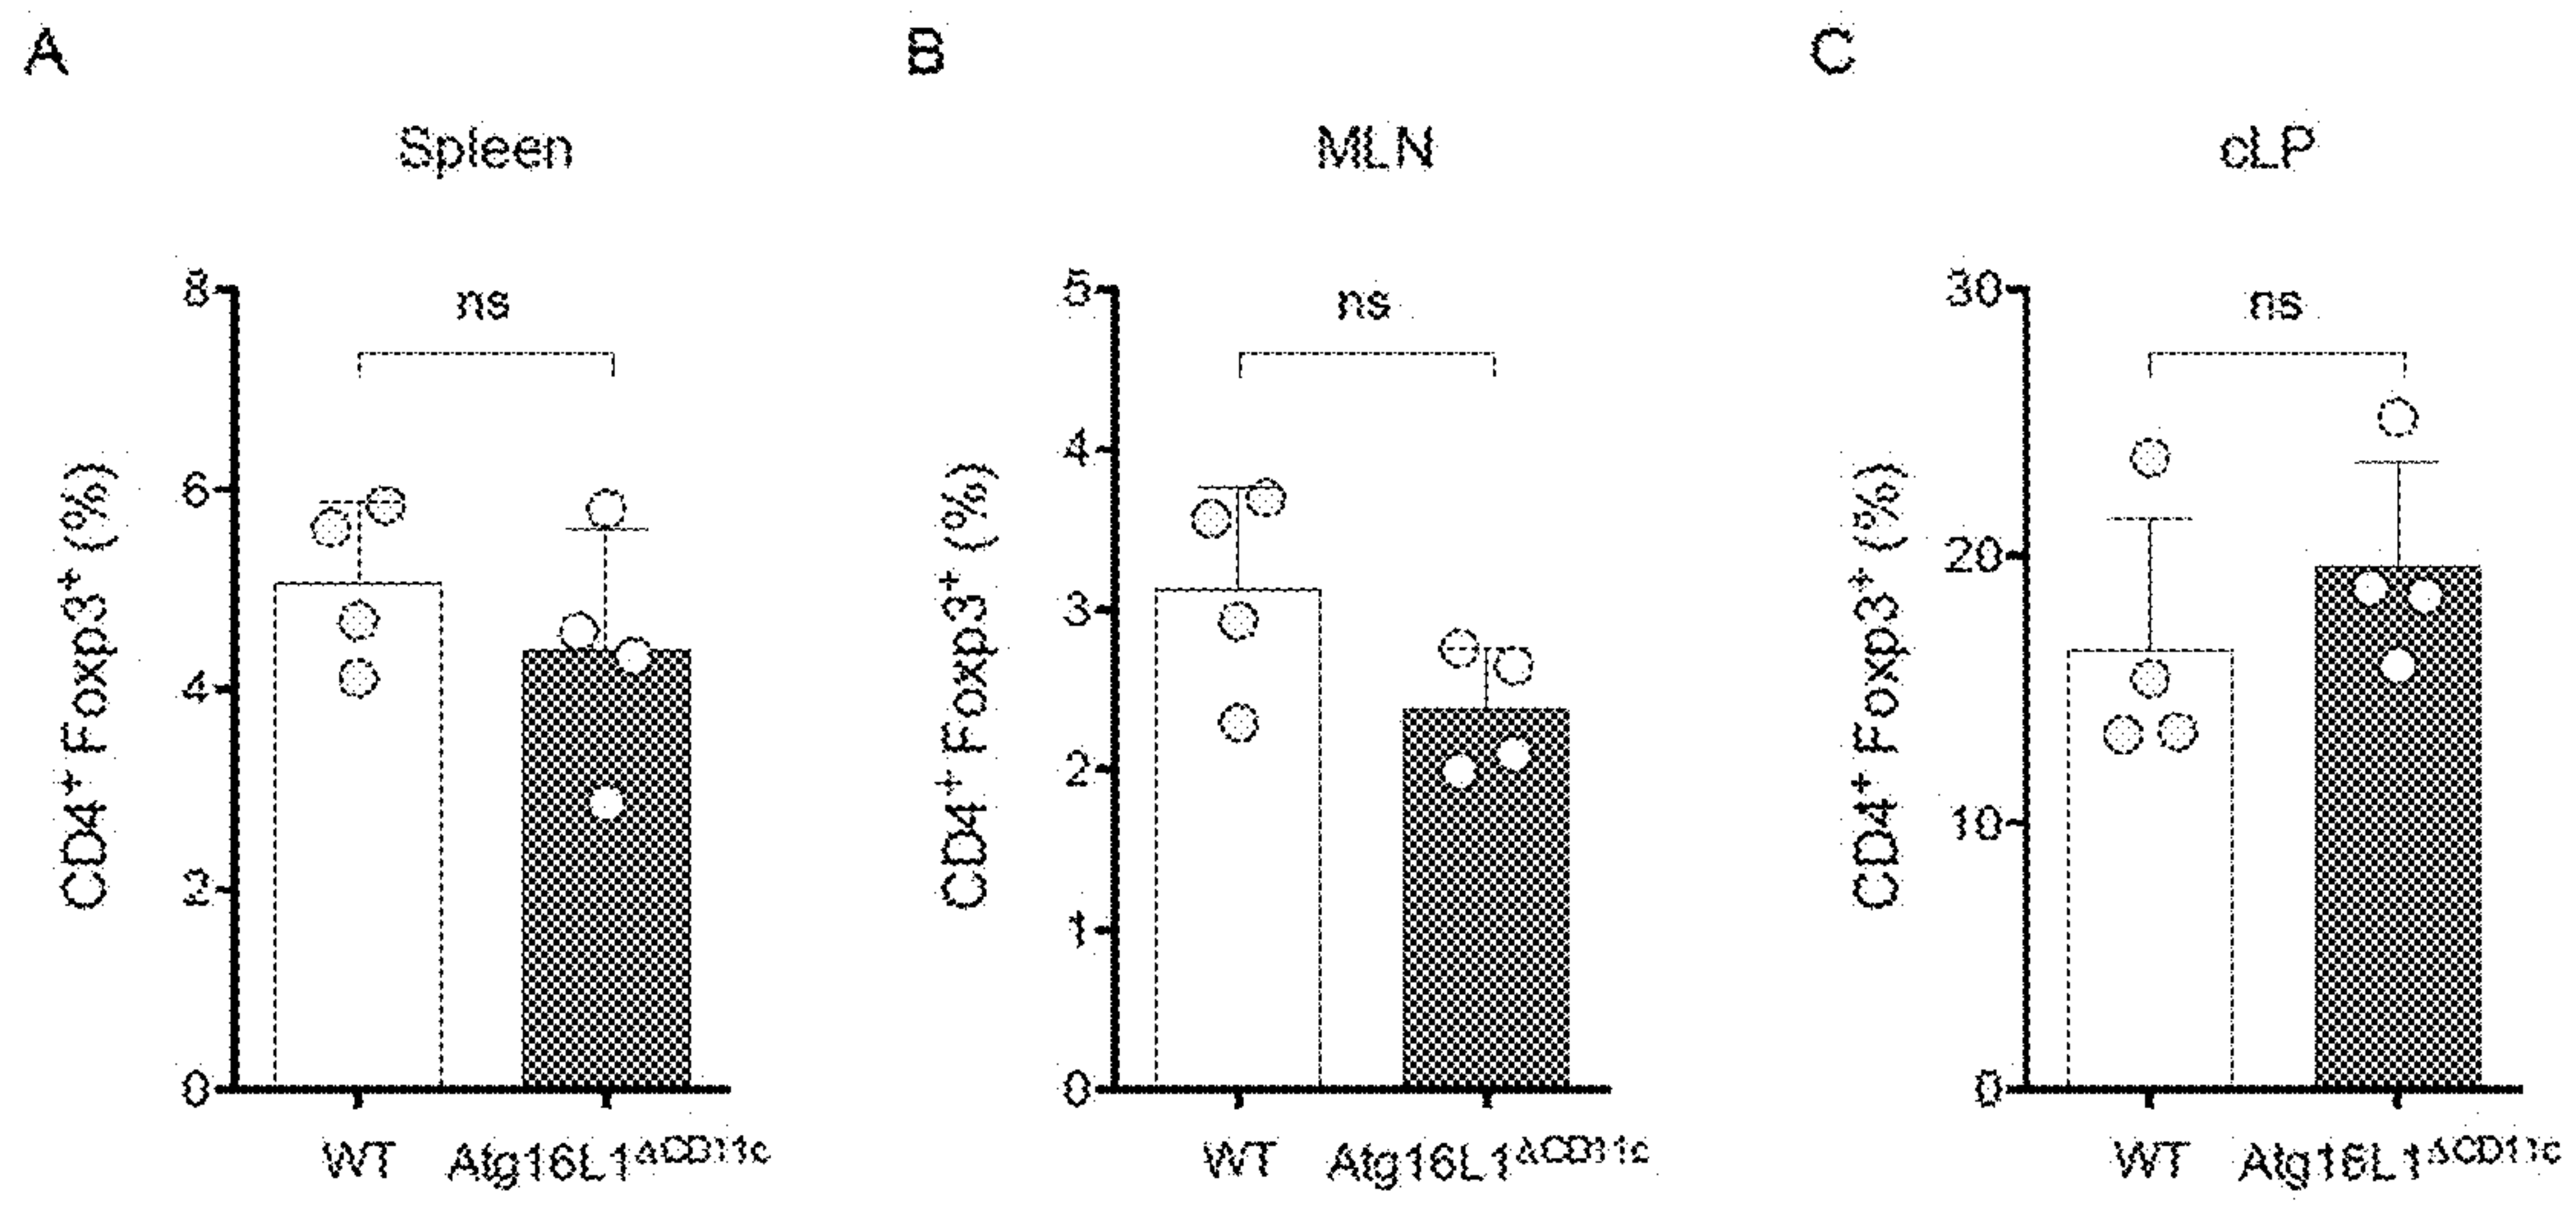 A
Spleen
CD4⁺ Foxp3⁺ (%)
8
6
4
2
0
ns
WT
Atg16L1ΔCD11c
B
MLN
CD4⁺ Foxp3⁺ (%)
5
4
3
2
1
0
ns
WT
Atg16L1ΔCD11c
C
cLP
CD4⁺ Foxp3⁺ (%)
30
20
10
0
ns
WT
Atg16L1ΔCD11c